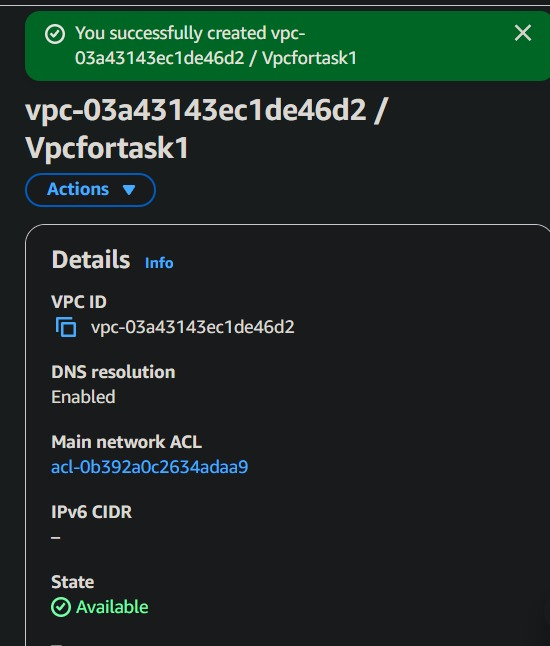 You successfully created vpc-
03a43143ec1de46d2 / Vpcfortask1
vpc-03a43143ec1de46d2 /
Vpcfortask1
Actions
Details Info
VPC ID
vpc-03a43143ec1de46d2
DNS resolution
Enabled
Main network ACL
acl-0b392a0c2634adaa9
IPv6 CIDR
–
State
Available